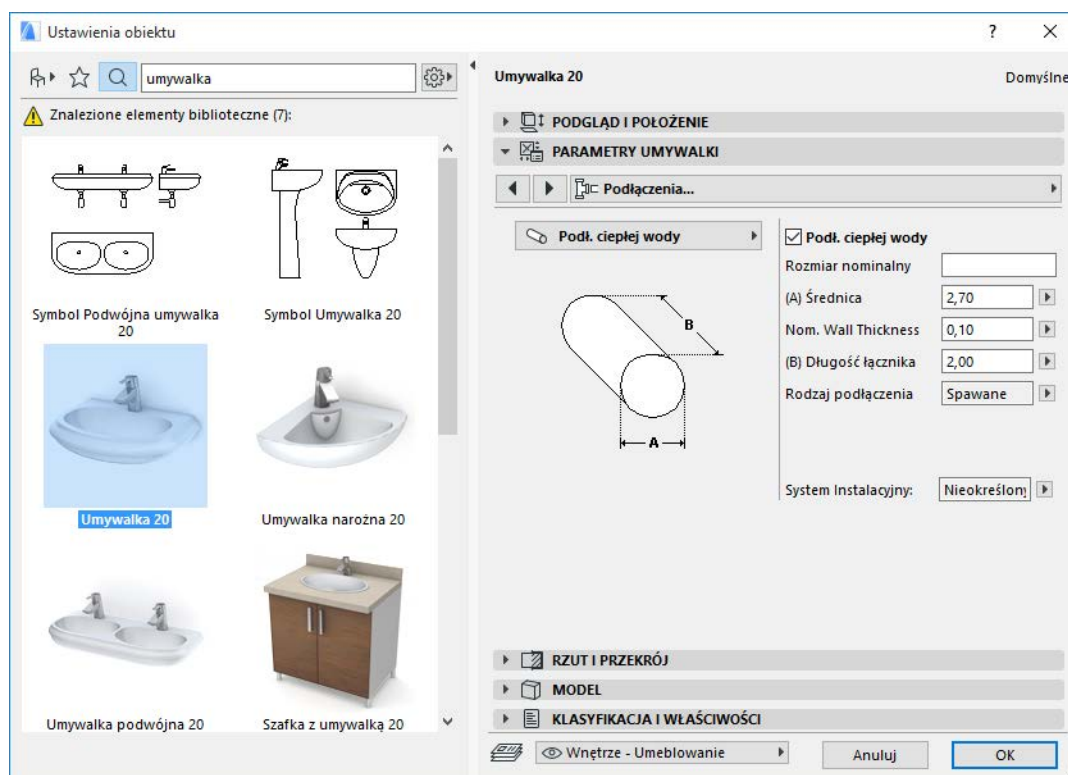 Ustawienia obiektu
?
umywalka
Znalezione elementy biblioteczne (7):
Symbol Podwójna umywalka
20
Symbol Umywalka 20
Umywalka 20
Umywalka narożna 20
Umywalka podwójna 20
Szafka z umywalką 20
Umywalka 20
Domyślne
PODGLĄD I POŁOŻENIE
PARAMETRY UMYWALKI
Podłączenia...
Podł. ciepłej wody
B
A
Podł. ciepłej wody
Rozmiar nominalny
(A) Średnica 2,70
Nom. Wall Thickness 0,10
(B) Długość łącznika 2,00
Rodzaj podłączenia Spawane
System Instalacyjny: Nieokreślony
RZUT I PRZEKRÓJ
MODEL
KLASYFIKACJA I WŁAŚCIWOŚCI
Wnętrze - Umeblowanie
Anuluj
OK